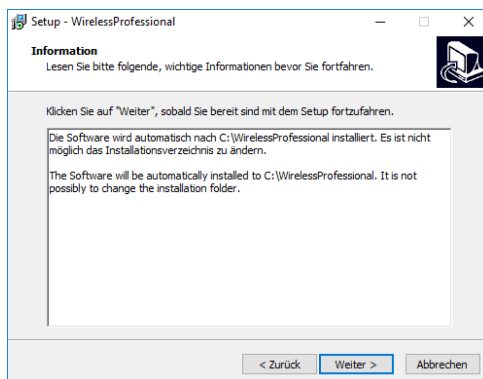 Setup - WirelessProfessional
Information
Lesen Sie bitte folgende, wichtige Informationen bevor Sie fortfahren.
Klicken Sie auf "Weiter", sobald Sie bereit sind mit dem Setup fortzufahren.
Die Software wird automatisch nach C:\WirelessProfessional installiert. Es ist nicht
möglich das Installationsverzeichnis zu ändern.
The Software will be automatically installed to C:\WirelessProfessional. It is not
possibly to change the installation folder.
< Zurück
Weiter >
Abbrechen